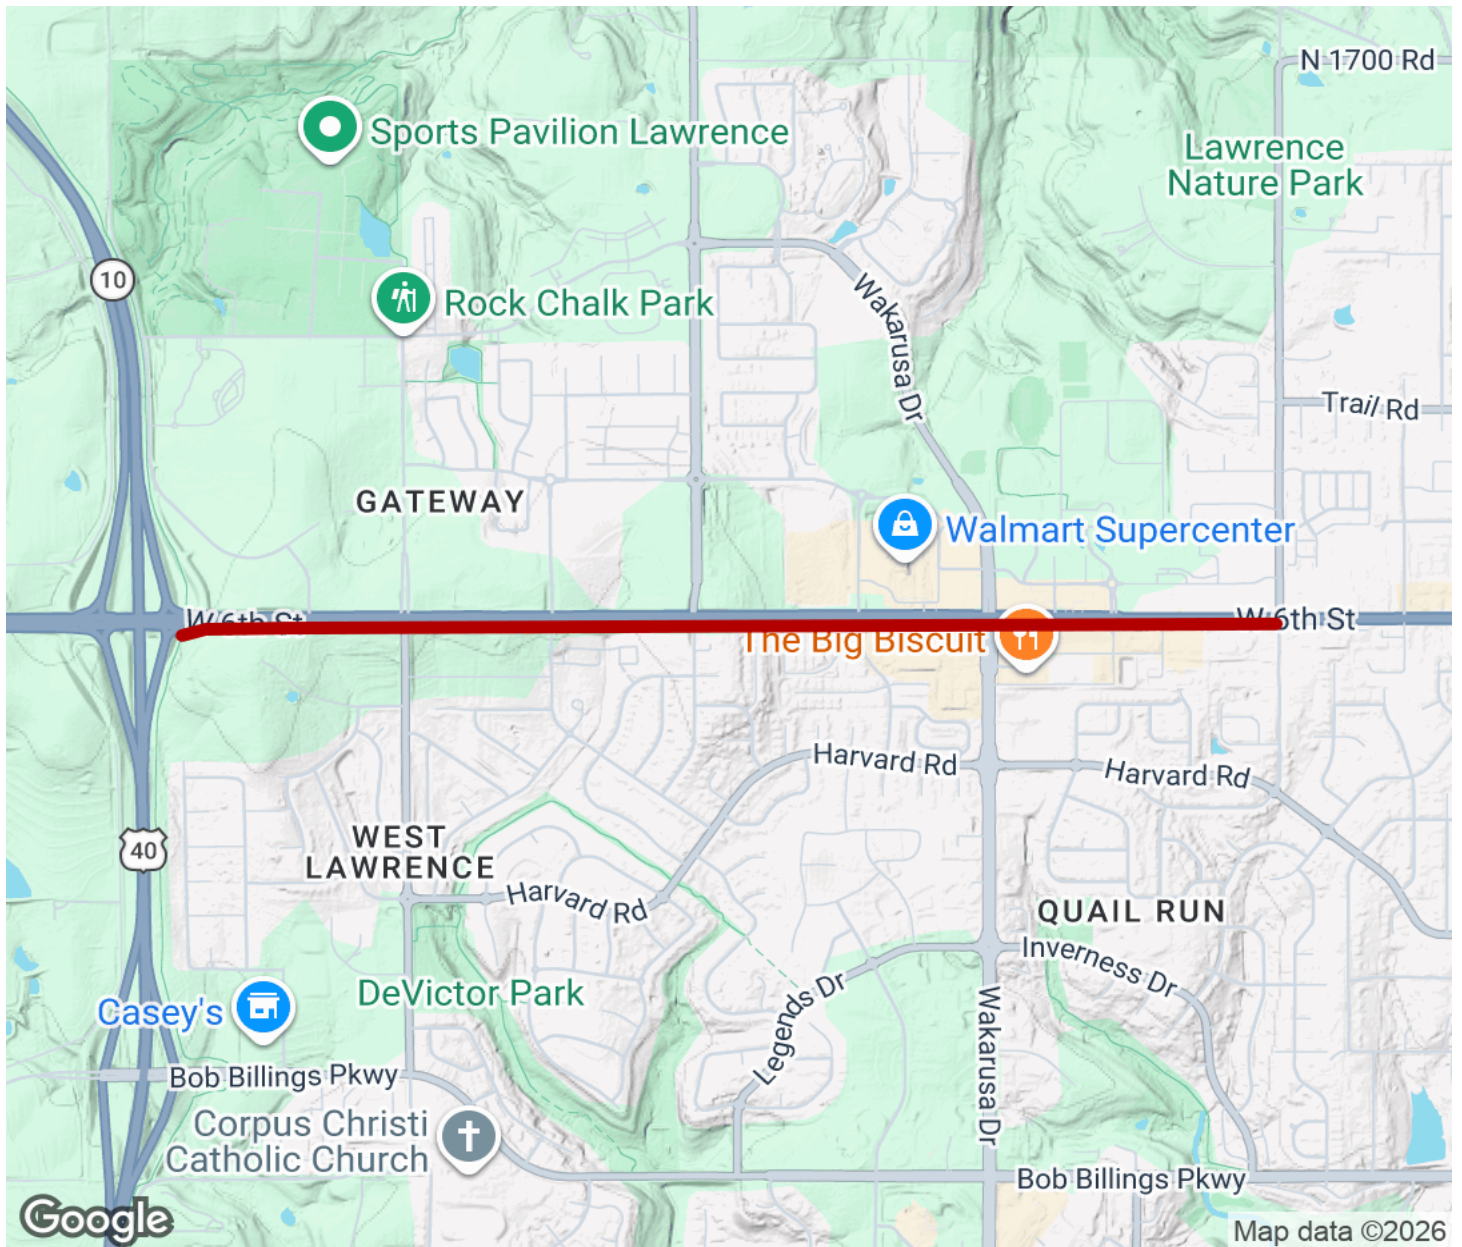 N 1700 Rd
Sports Pavilion Lawrence
Lawrence
Nature Park
10
Rock Chalk Park
Wakarusa Dr
Trail Rd
GATEWAY
Walmart Supercenter
W 6th St
W 6th St
The Big Biscuit
Harvard Rd
Harvard Rd
WEST
LAWRENCE
40
Harvard Rd
QUAIL RUN
Inverness Dr
DeVictor Park
Legends Dr
Casey's
Wakarusa Dr
Bob Billings Pkwy
Corpus Christi
Catholic Church
Bob Billings Pkwy
Google
Map data ©2026